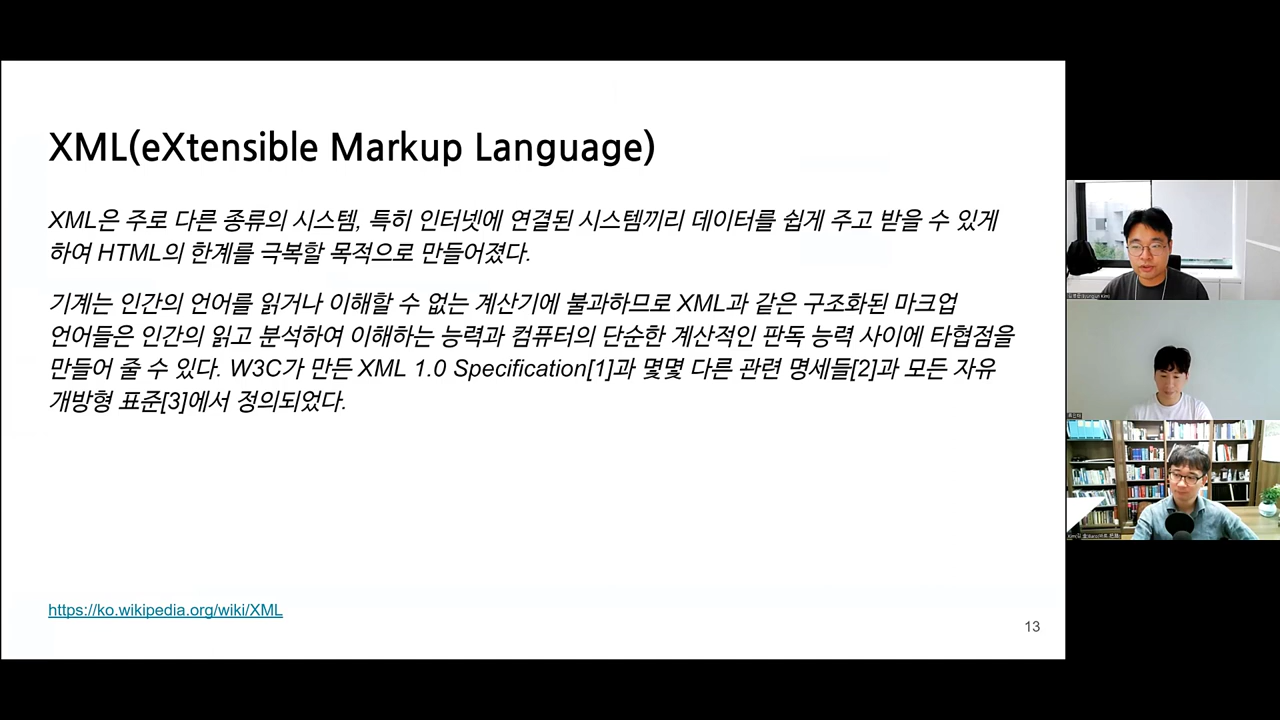 XML(eXtensible Markup Language)
XML은 주로 다른 종류의 시스템, 특히 인터넷에 연결된 시스템끼리 데이터를 쉽게 주고 받을 수 있게
하여 HTML의 한계를 극복할 목적으로 만들어졌다.
기계는 인간의 언어를 읽거나 이해할 수 없는 계산기에 불과하므로 XML과 같은 구조화된 마크업
언어들은 인간의 읽고 분석하여 이해하는 능력과 컴퓨터의 단순한 계산적인 판독 능력 사이에 타협점을
만들어 줄 수 있다. W3C가 만든 XML 1.0 Specification[1]과 몇몇 다른 관련 명세들[2]과 모든 자유
개방형 표준[3]에서 정의되었다.
https://ko.wikipedia.org/wiki/XML
13